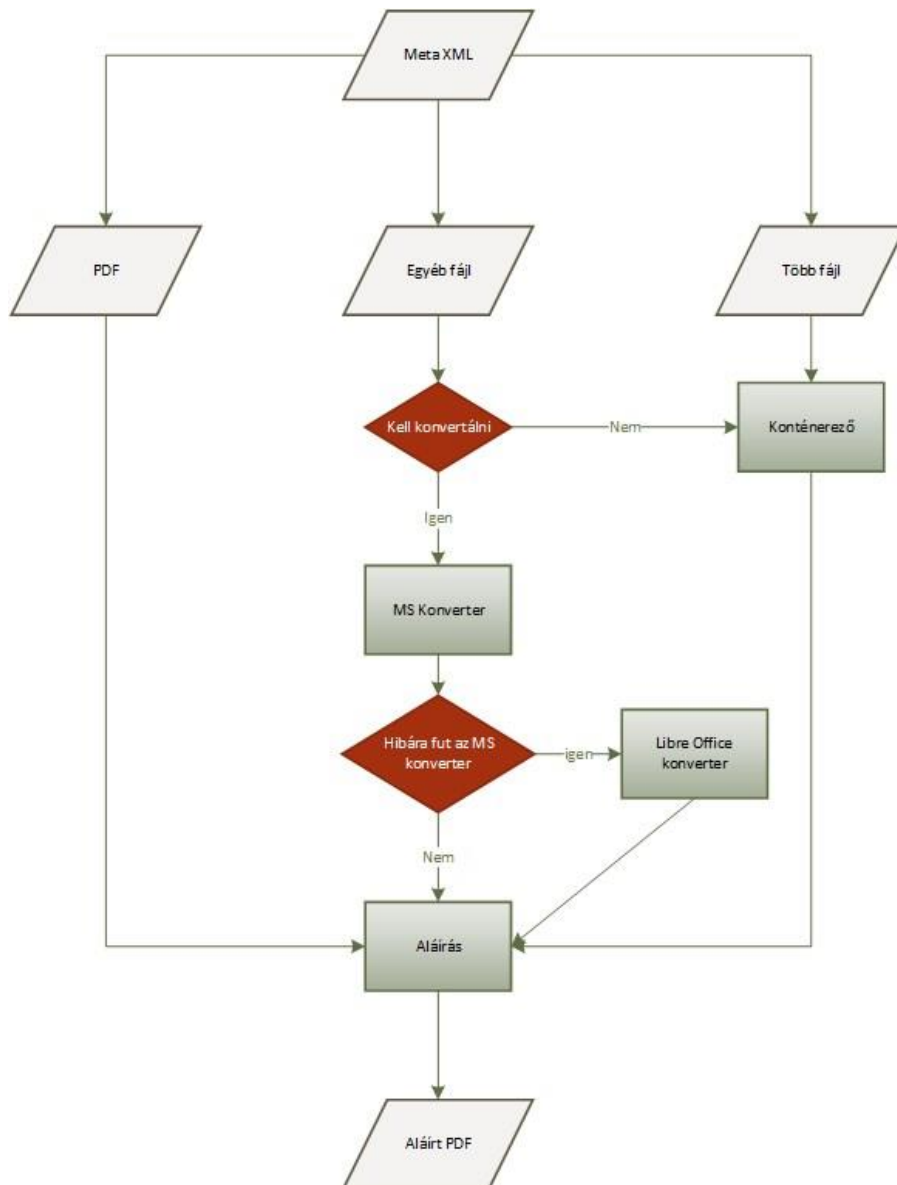 Meta XML
PDF
Egyéb fájl
Több fájl
Kell konvertálni
Nem
Konténerező
Igen
MS Konverter
Hibára fut az MS
konverter
igen
Libre Office
konverter
Nem
Aláírás
Aláírt PDF